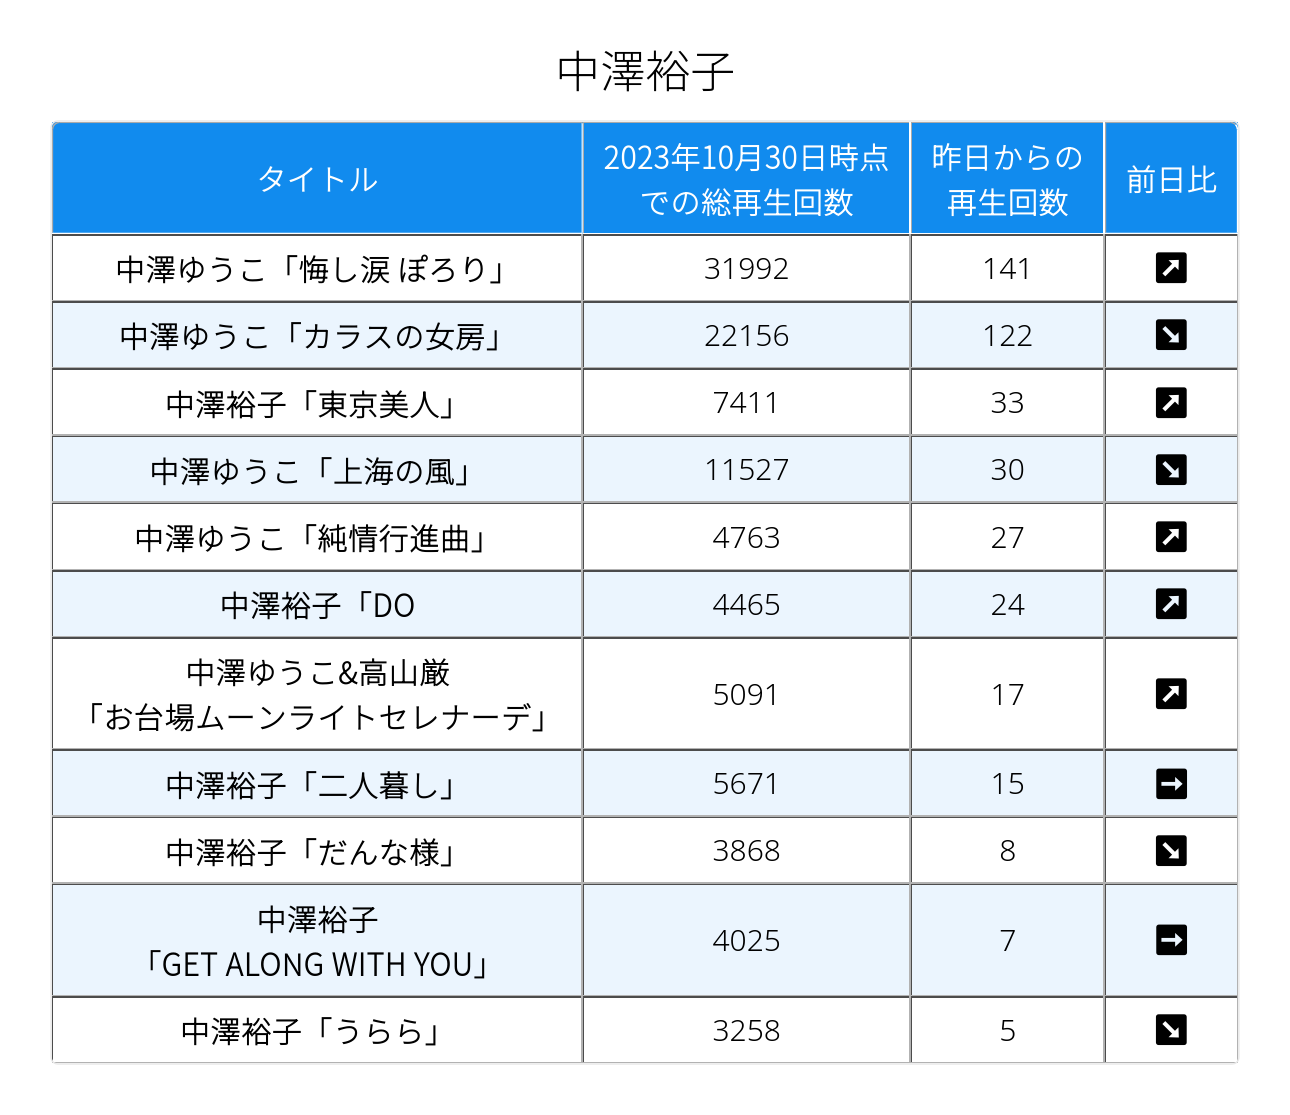 中澤裕子
タイトル
2023年10月30日時点
での総再生回数
昨日からの
再生回数
前日比
中澤ゆうこ「悔し涙 ぽろり」
31992
141
中澤ゆうこ「カラスの女房」
22156
122
中澤裕子「東京美人」
7411
33
中澤ゆうこ「上海の風」
11527
30
中澤ゆうこ「純情行進曲」
4763
27
中澤裕子「DO
4465
24
中澤ゆうこ&高山厳
「お台場ムーンライトセレナーデ」
5091
17
中澤裕子「二人暮し」
5671
15
中澤裕子「だんな様」
3868
8
中澤裕子
「GET ALONG WITH YOU」
4025
7
中澤裕子「うらら」
3258
5